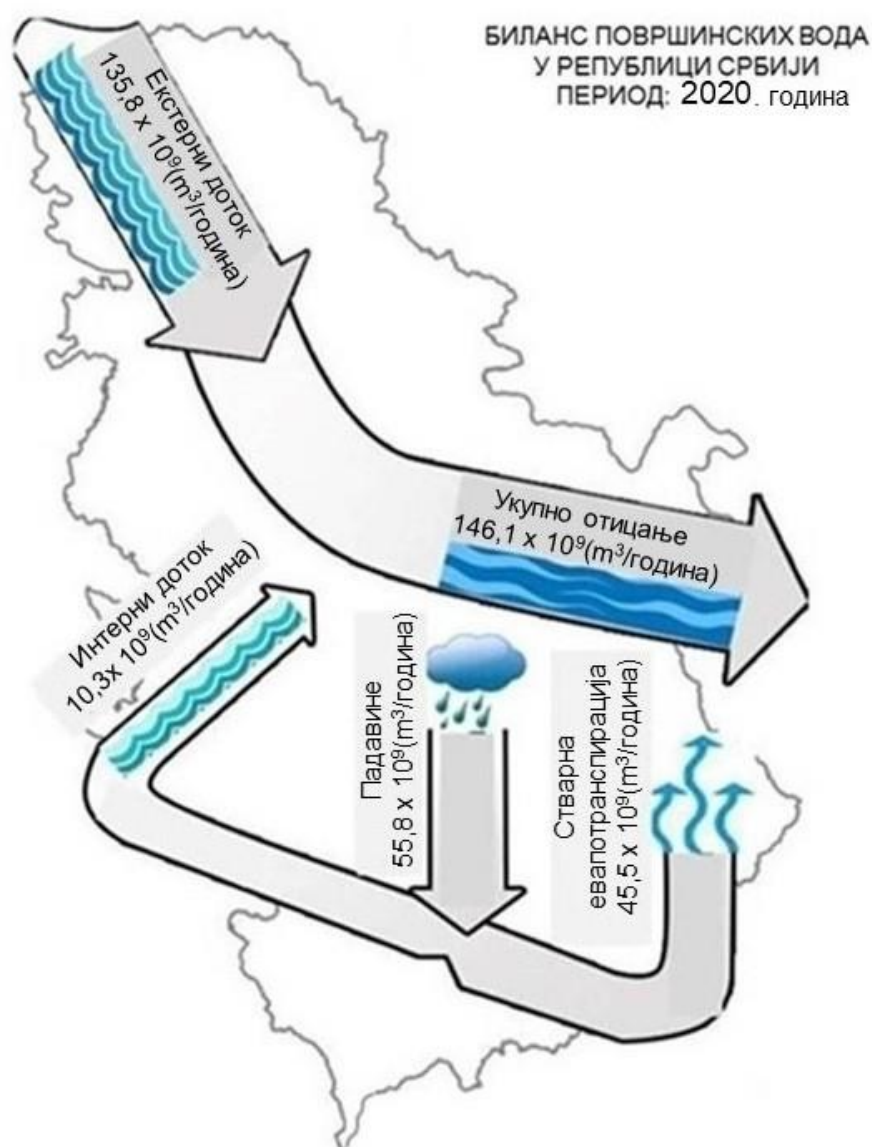 БИЛАНС ПОВРШИНСКИХ ВОДА
У РЕПУБЛИЦИ СРБИЈИ
ПЕРИОД: 2020. година
Екстерни доток
135,8 x 10⁹(m³/година)
Укупно отицање
146,1 x 10⁹(m³/година)
Интерни доток
10,3x 10⁹(m³/година)
Падавине
55,8 x 10⁹(m³/година)
Стварна
евапотранспирација
45,5 x 10⁹(m³/година)